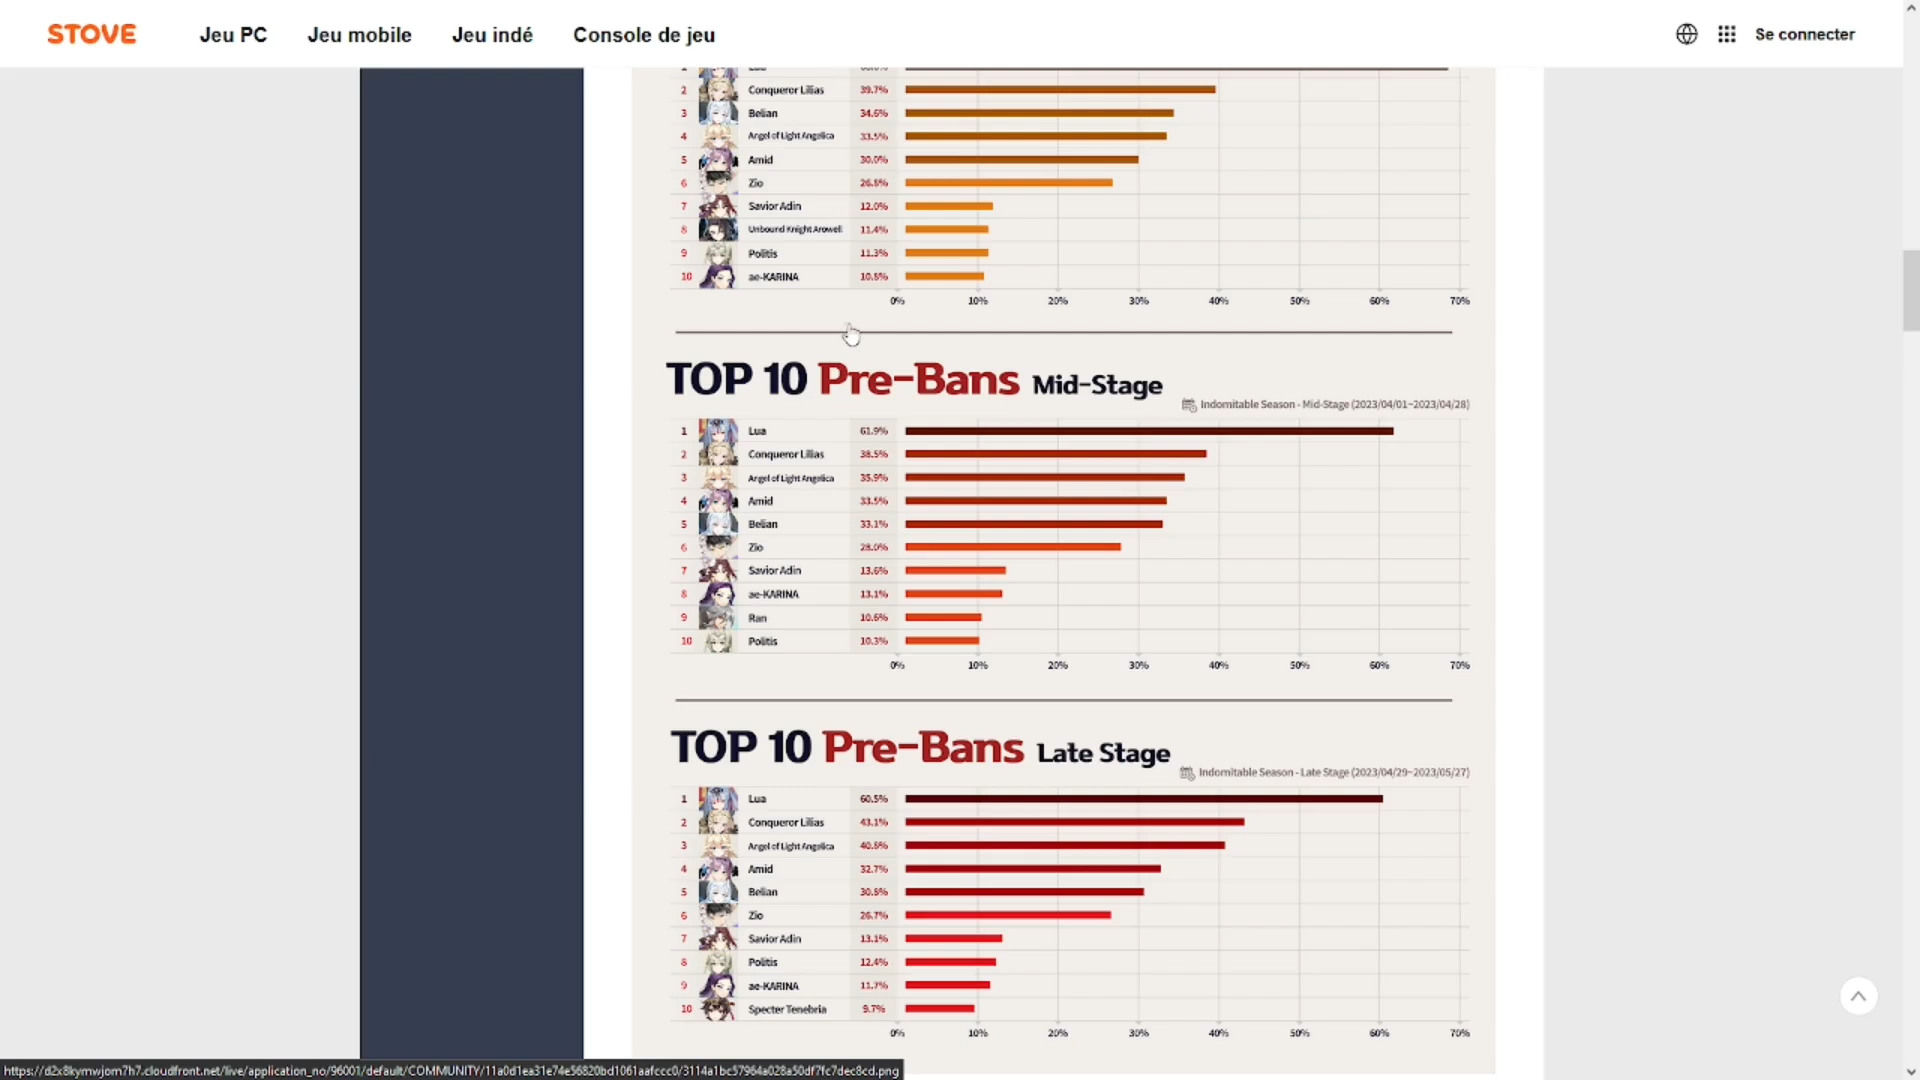 STOVE Jeu PC Jeu mobile Jeu indé Console de jeu Se connecter
2 Conqueror Lilias 39.7%
3 Belian 34.6%
4 Angel of Light Angelica 33.5%
5 Amid 30.0%
6 Zio 26.8%
7 Savior Adin 12.0%
8 Unbound Knight Arowell 11.4%
9 Politis 11.3%
10 ae-KARINA 10.8%
0% 10% 20% 30% 40% 50% 60% 70%
TOP 10 Pre-Bans Mid-Stage
Indomitable Season - Mid-Stage (2023/04/01~2023/04/28)
1 Lua 61.9%
2 Conqueror Lilias 38.5%
3 Angel of Light Angelica 35.9%
4 Amid 33.5%
5 Belian 33.1%
6 Zio 28.0%
7 Savior Adin 13.6%
8 ae-KARINA 13.1%
9 Ran 10.6%
10 Politis 10.3%
0% 10% 20% 30% 40% 50% 60% 70%
TOP 10 Pre-Bans Late Stage
Indomitable Season - Late Stage (2023/04/29~2023/05/27)
1 Lua 60.5%
2 Conqueror Lilias 43.1%
3 Angel of Light Angelica 40.8%
4 Amid 32.7%
5 Belian 30.8%
6 Zio 26.7%
7 Savior Adin 13.1%
8 Politis 12.4%
9 ae-KARINA 11.7%
10 Specter Tenebria 9.7%
0% 10% 20% 30% 40% 50% 60% 70%